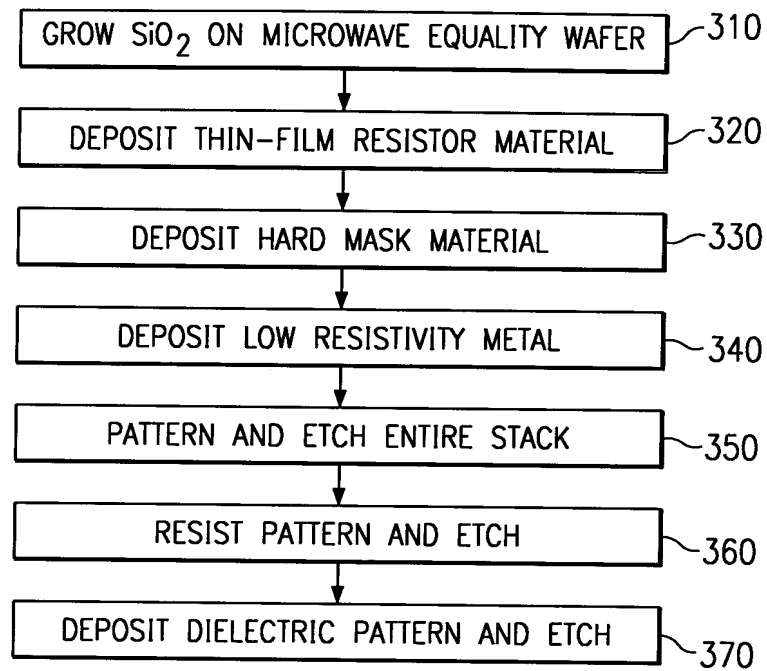 GROW SiO2 ON MICROWAVE EQUALITY WAFER 310
DEPOSIT THIN-FILM RESISTOR MATERIAL 320
DEPOSIT HARD MASK MATERIAL 330
DEPOSIT LOW RESISTIVITY METAL 340
PATTERN AND ETCH ENTIRE STACK 350
RESIST PATTERN AND ETCH 360
DEPOSIT DIELECTRIC PATTERN AND ETCH 370